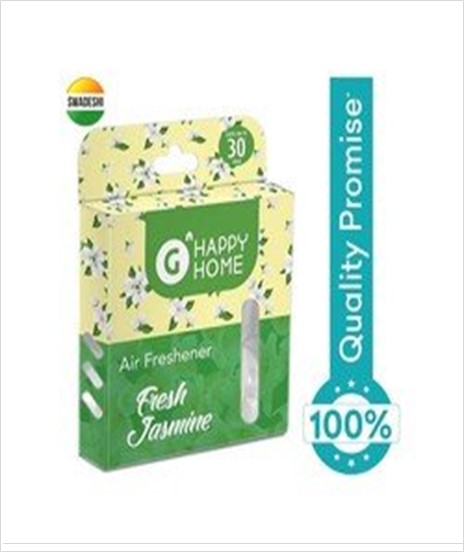 SWADESHI
30
G
HAPPY
HOME
Air Freshener
Fresh
Jasmine
Quality Promise*
100%